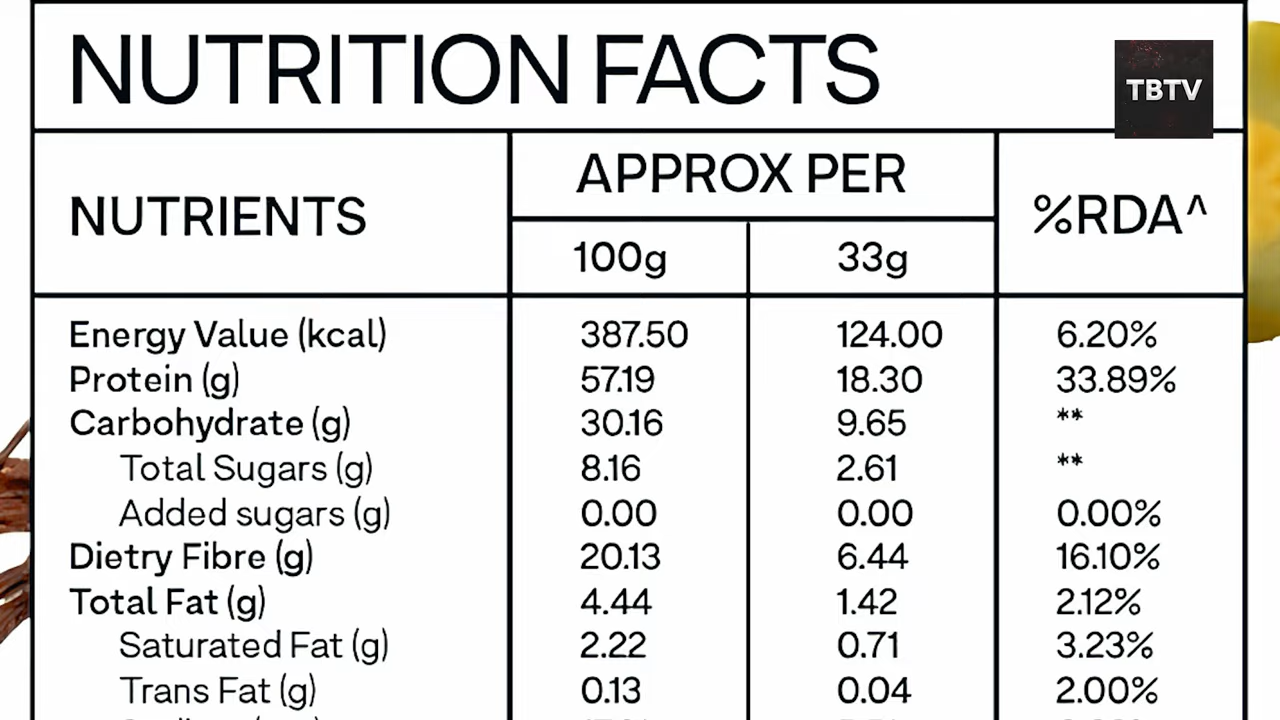 NUTRITION FACTS
TBTV
NUTRIENTS
APPROX PER
%RDA^
100g
33g
Energy Value (kcal) 387.50 124.00 6.20%
Protein (g) 57.19 18.30 33.89%
Carbohydrate (g) 30.16 9.65 **
Total Sugars (g) 8.16 2.61 **
Added sugars (g) 0.00 0.00 0.00%
Dietry Fibre (g) 20.13 6.44 16.10%
Total Fat (g) 4.44 1.42 2.12%
Saturated Fat (g) 2.22 0.71 3.23%
Trans Fat (g) 0.13 0.04 2.00%